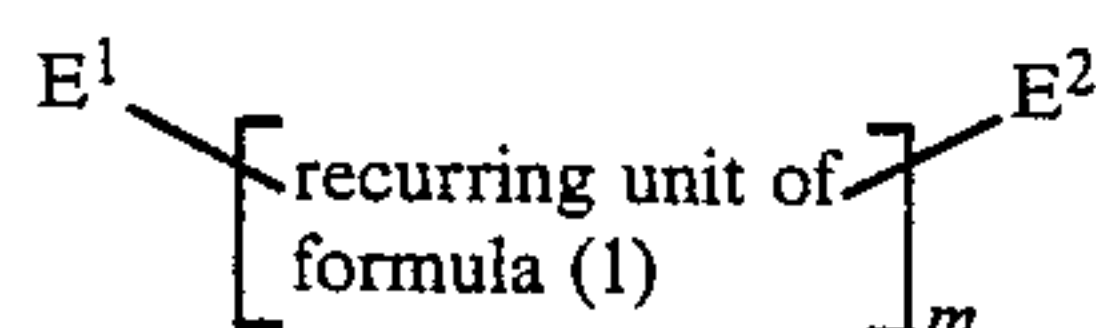 E¹ E²
recurring unit of
formula (1)
m